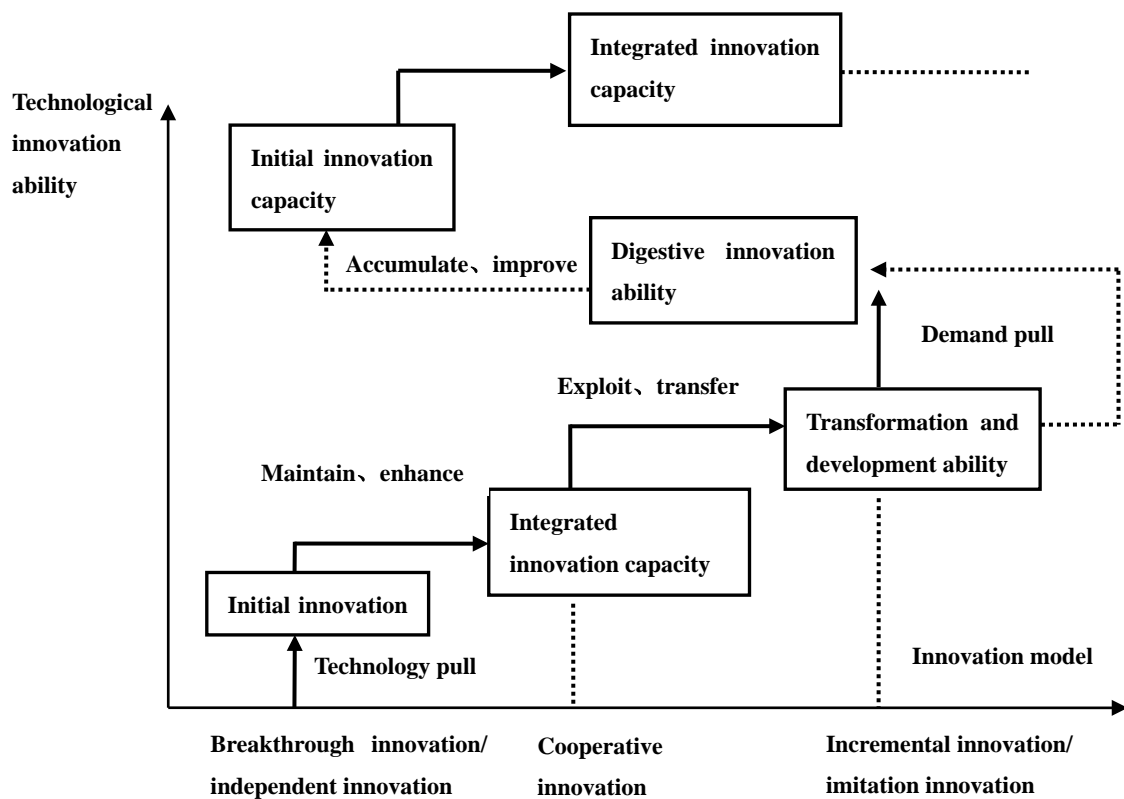 Integrated innovation
capacity
Technological
innovation
ability
Initial innovation
capacity
Accumulate、improve
Digestive innovation
ability
Demand pull
Exploit、transfer
Transformation and
development ability
Maintain、enhance
Integrated
innovation capacity
Initial innovation
Technology pull
Innovation model
Breakthrough innovation/
independent innovation
Cooperative
innovation
Incremental innovation/
imitation innovation